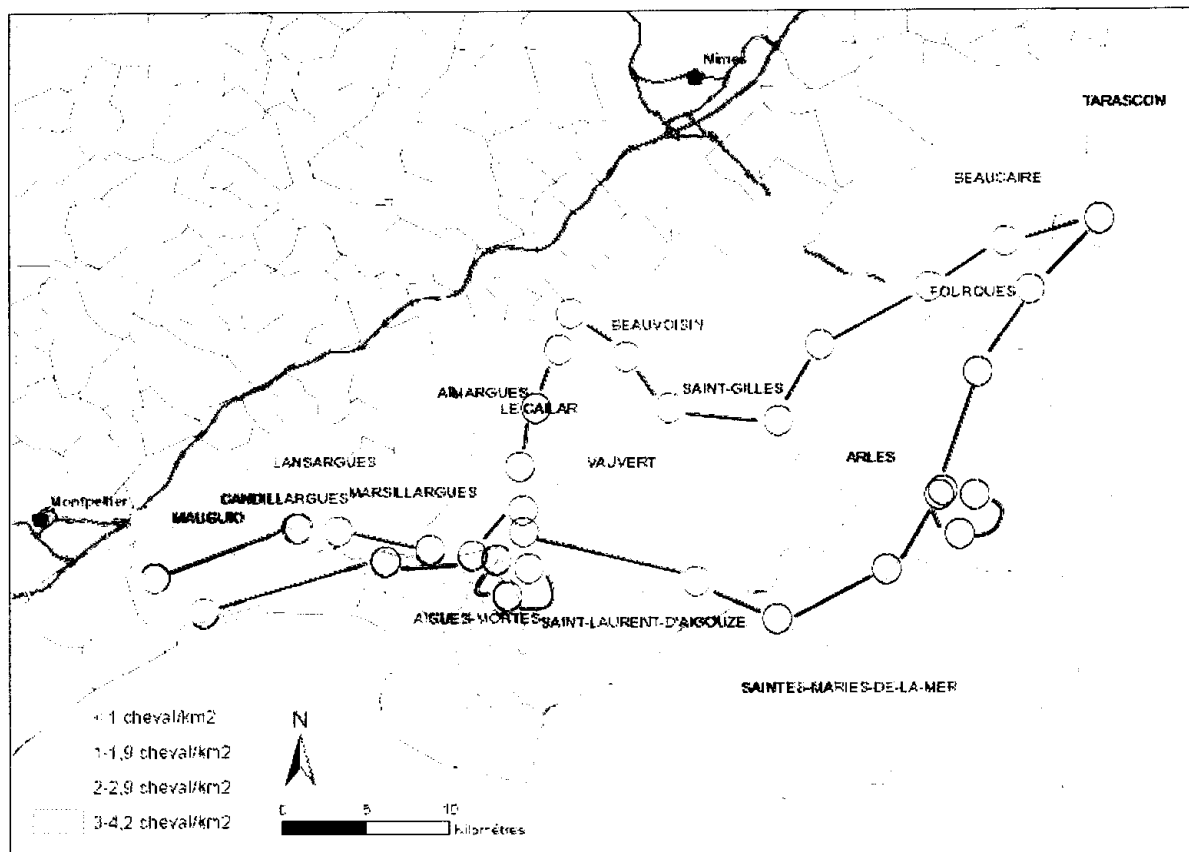 Nîmes
TARASCON
BEAUCAIRE
FOURQUES
BEAUVOISIN
AIMARGUES
SAINT-GILLES
LE CAILAR
LANSARGUES
VAUVERT
ARLES
Montpellier
CANDILLARGUES
MARSILLARGUES
MAUGUIO
AIGUES-MORTES
SAINT-LAURENT-D'AIGOUZE
SAINTES-MARIES-DE-LA-MER
< 1 cheval/km2
1-1,9 cheval/km2
2-2,9 cheval/km2
3-4,2 cheval/km2
N
0 5 10
Kilomètres